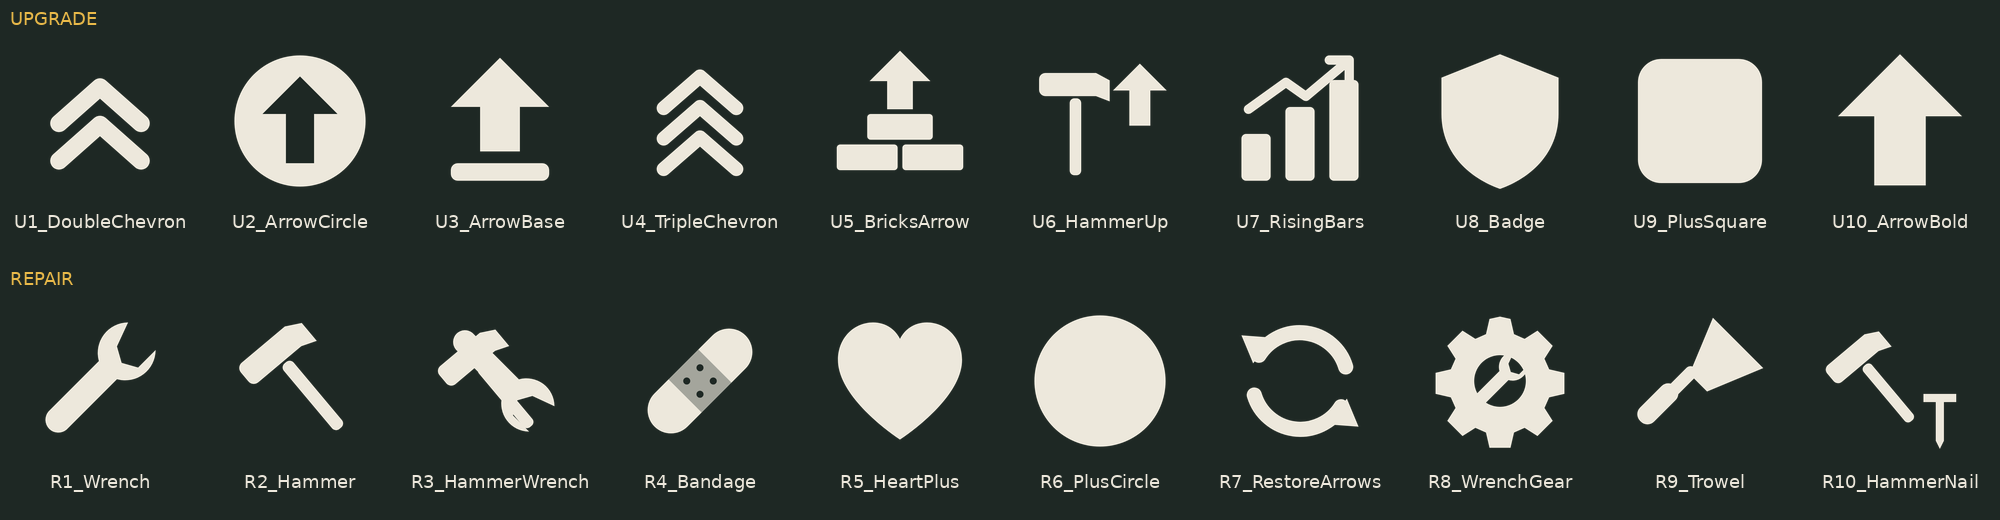 UPGRADE
U1_DoubleChevron U2_ArrowCircle U3_ArrowBase U4_TripleChevron U5_BricksArrow U6_HammerUp U7_RisingBars U8_Badge U9_PlusSquare U10_ArrowBold
REPAIR
R1_Wrench R2_Hammer R3_HammerWrench R4_Bandage R5_HeartPlus R6_PlusCircle R7_RestoreArrows R8_WrenchGear R9_Trowel R10_HammerNail